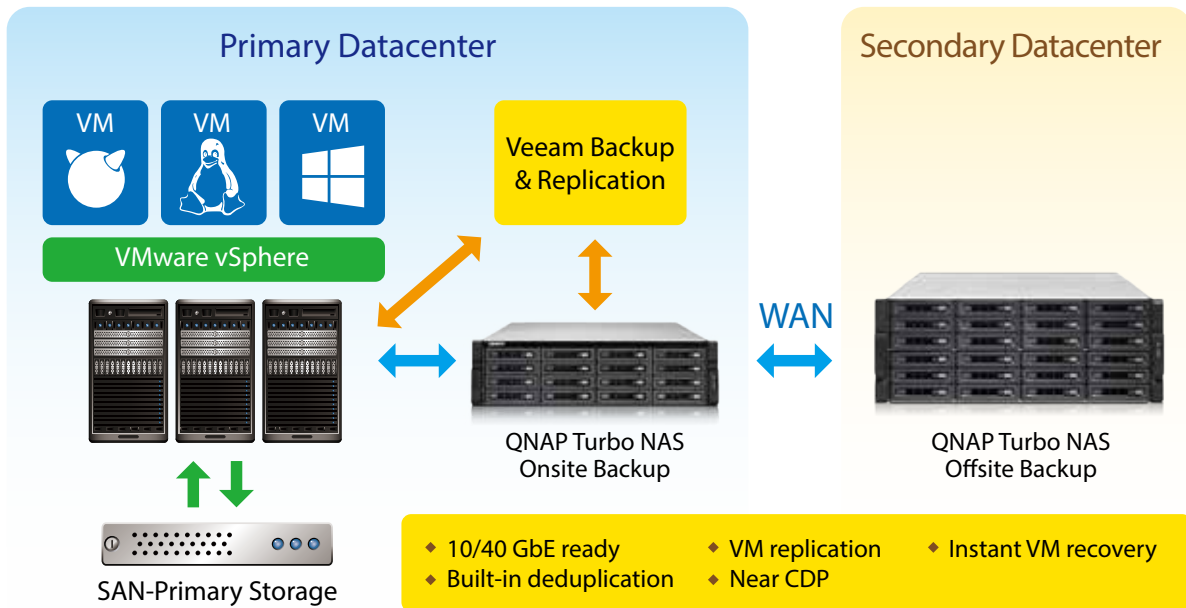 Primary Datacenter
Secondary Datacenter
VM
VM
VM
Veeam Backup
& Replication
VMware vSphere
WAN
QNAP Turbo NAS
Onsite Backup
QNAP Turbo NAS
Offsite Backup
SAN-Primary Storage
10/40 GbE ready
VM replication
Instant VM recovery
Built-in deduplication
Near CDP